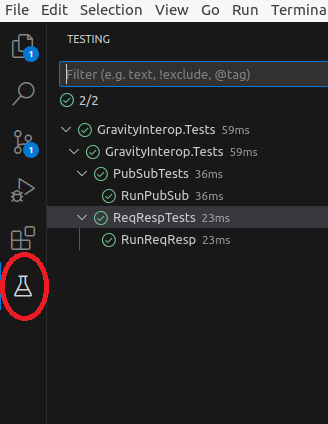 File Edit Selection View Go Run Termina
TESTING
Filter (e.g. text, !exclude, @tag)
2/2
GravityInterop.Tests 59ms
GravityInterop.Tests 59ms
PubSubTests 36ms
RunPubSub 36ms
ReqRespTests 23ms
RunReqResp 23ms
1
1